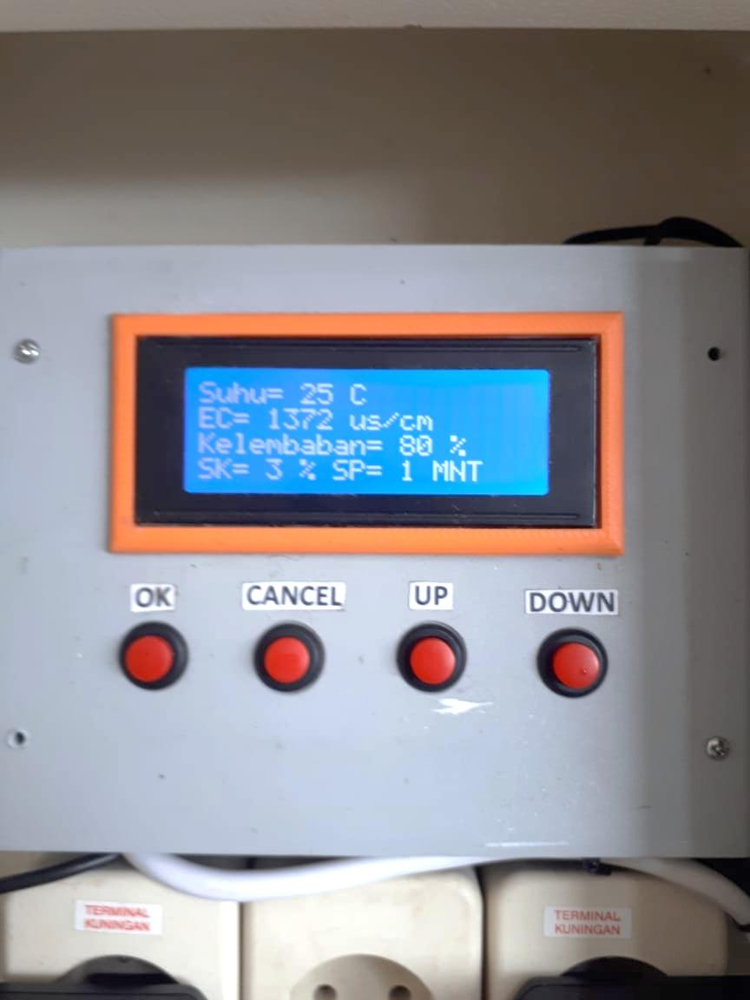 Suhu= 25 C
EC= 1372 us/cm
Kelembaban= 80 %
SK= 3 % SP= 1 MNT
OK CANCEL UP DOWN
TERMINAL
KUNINGAN
TERMINAL
KUNINGAN